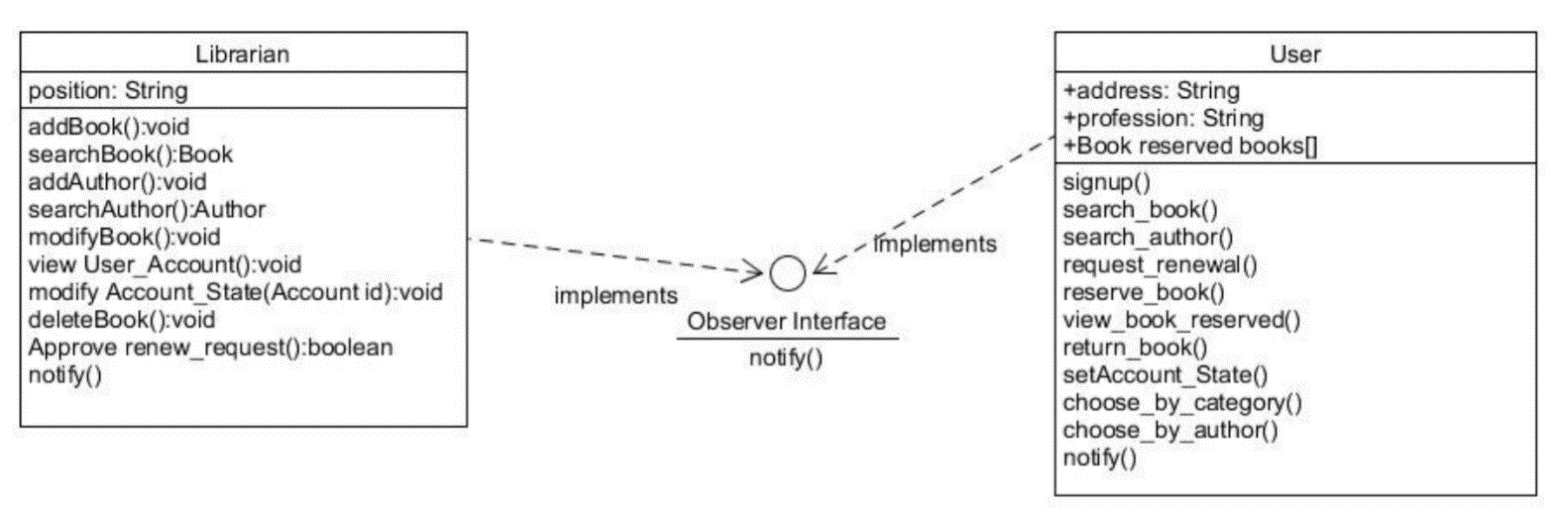 Librarian
position: String
addBook():void
searchBook():Book
addAuthor():void
searchAuthor():Author
modifyBook():void
view User_Account():void
modify Account_State(Account id):void
deleteBook():void
Approve renew_request():boolean
notify()
implements
Observer Interface
notify()
implements
User
+address: String
+profession: String
+Book reserved books[]
signup()
search_book()
search_author()
request_renewal()
reserve_book()
view_book_reserved()
return_book()
setAccount_State()
choose_by_category()
choose_by_author()
notify()